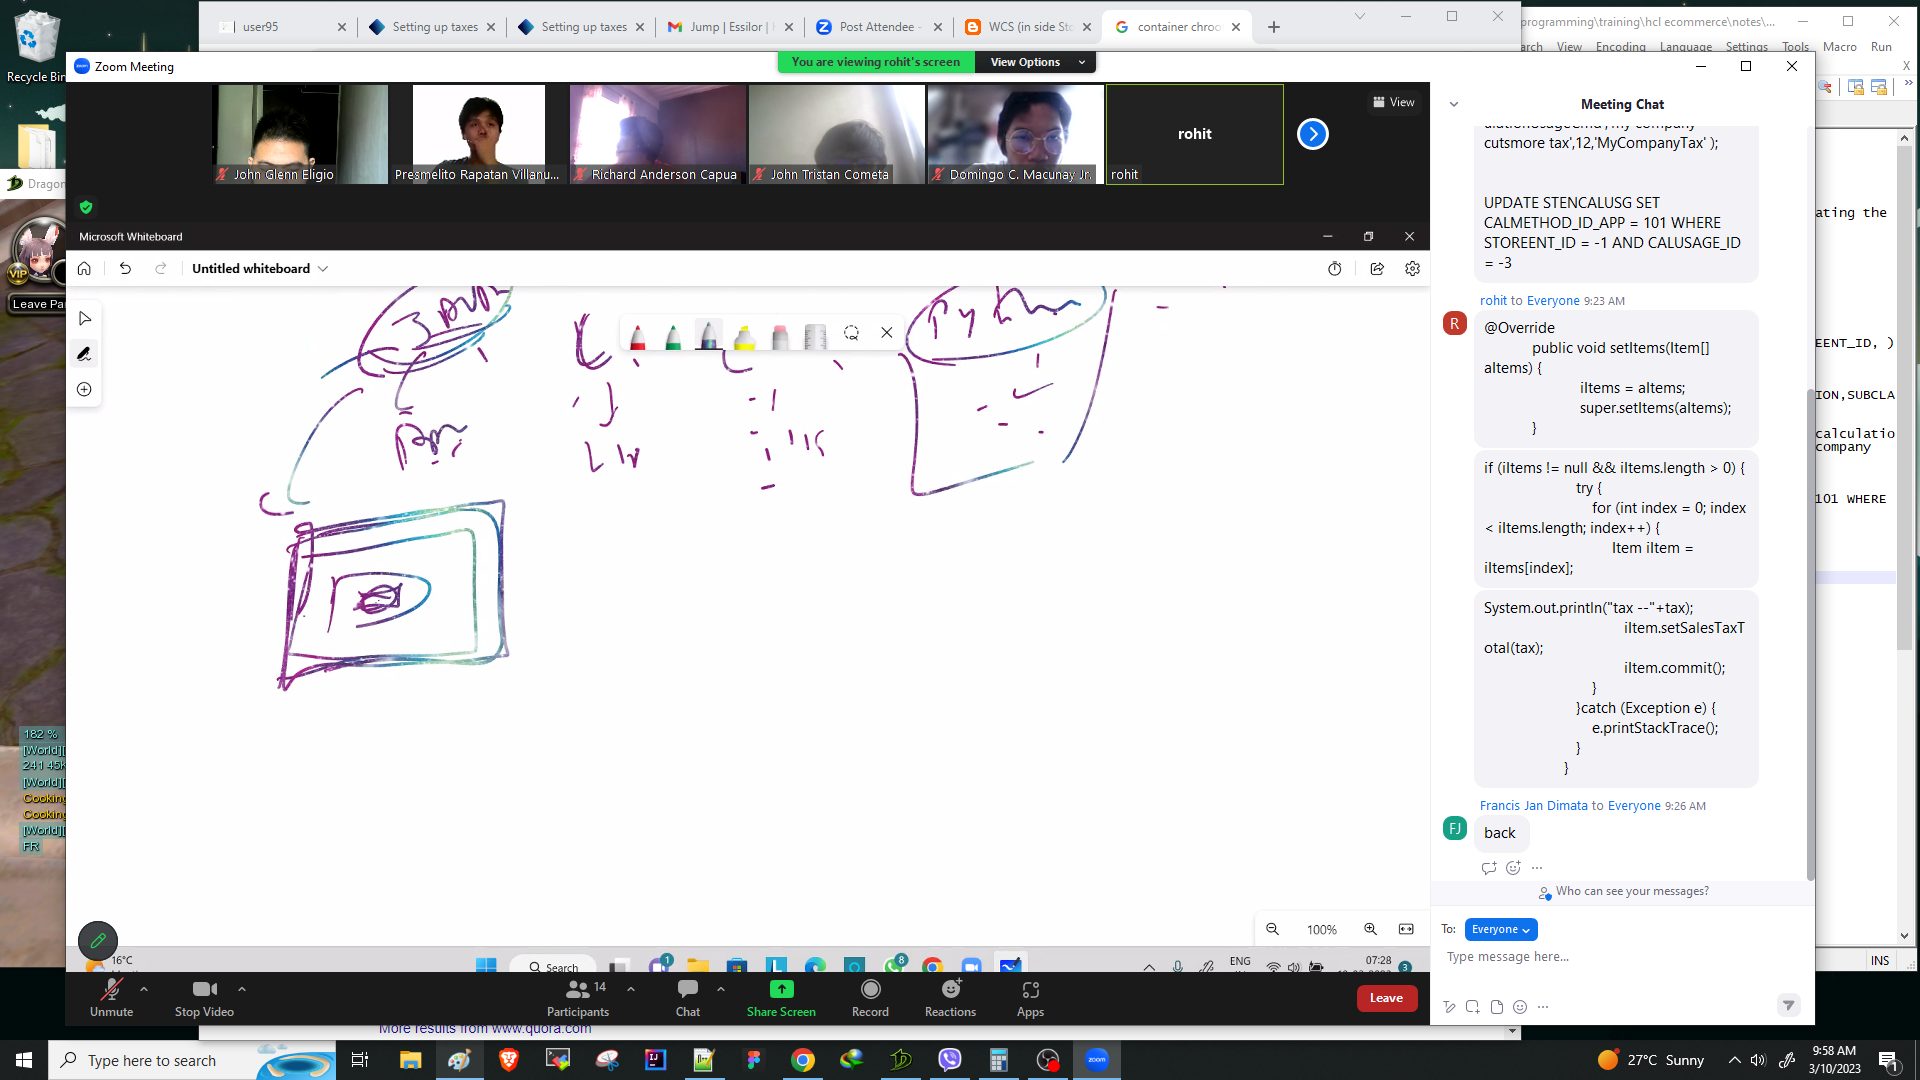 user95
Setting up taxes
Setting up taxes
Jump | Essilor |
Post Attendee -
WCS (in side Sto
container chroo
programming\training\hcl ecommerce\notes\...
View Encoding Language Settings Tools Macro Run
Recycle Bin
Zoom Meeting
You are viewing rohit's screen
View Options
John Glenn Eligio
Presmelito Rapatan Villanu...
Richard Anderson Capua
John Tristan Cometa
Domingo C. Macunay Jr.
rohit
rohit
View
Dragon
VIP
Leave Pa
Microsoft Whiteboard
Untitled whiteboard
100%
16°C
Search
1
8
ENG
07:28
3
Unmute
Stop Video
14
Participants
Chat
Share Screen
Record
Reactions
Apps
Leave
Meeting Chat
cutsmore tax',12,'MyCompanyTax' );
UPDATE STENCALUSG SET
CALMETHOD_ID_APP = 101 WHERE
STOREENT_ID = -1 AND CALUSAGE_ID
= -3
rohit to Everyone 9:23 AM
R
@Override
public void setItems(Item[]
aItems) {
iItems = aItems;
super.setItems(aItems);
}
if (iItems != null && iItems.length > 0) {
try {
for (int index = 0; index
< iItems.length; index++) {
Item iItem =
iItems[index];
System.out.println("tax --"+tax);
iItem.setSalesTaxT
otal(tax);
iItem.commit();
}
}catch (Exception e) {
e.printStackTrace();
}
}
Francis Jan Dimata to Everyone 9:26 AM
FJ
back
Who can see your messages?
To: Everyone
Type message here...
ating the
EENT_ID, )
ION,SUBCLA
calculatio
company
101 WHERE
INS
182 %
[World][
241 45k
[World][
Cooking
Cooking
[World][
FR
More results from www.quora.com
Type here to search
27°C Sunny
9:58 AM
3/10/2023
1